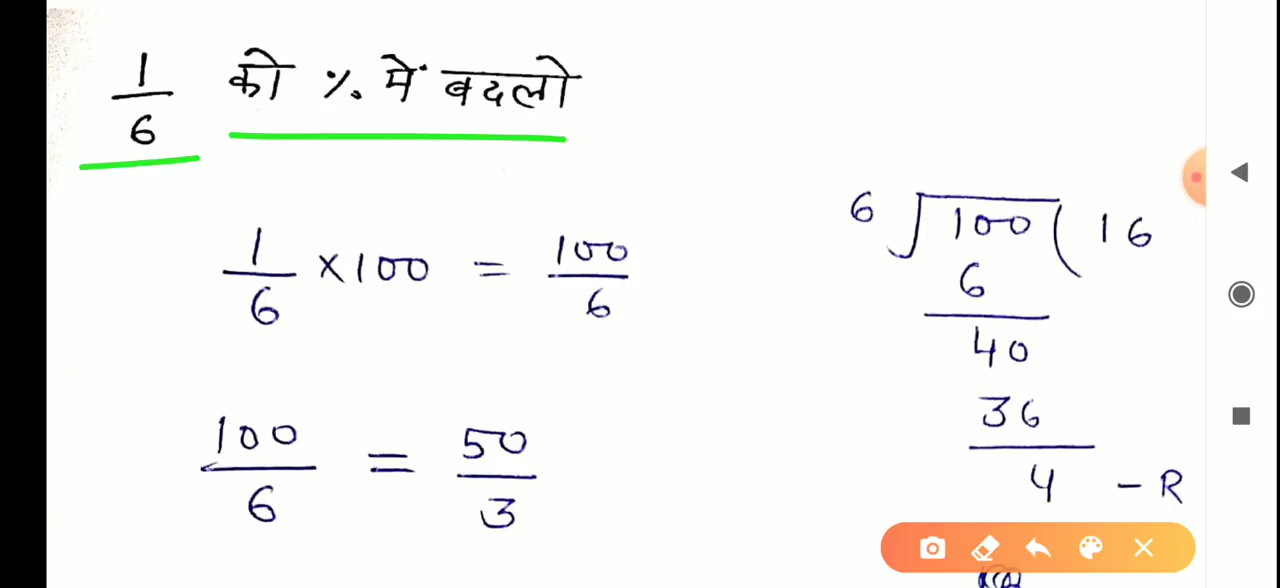 1/6 को % में बदलो
1/6 × 100 = 100/6
100/6 = 50/3
6 √100 ( 16
6
40
36
4 – R